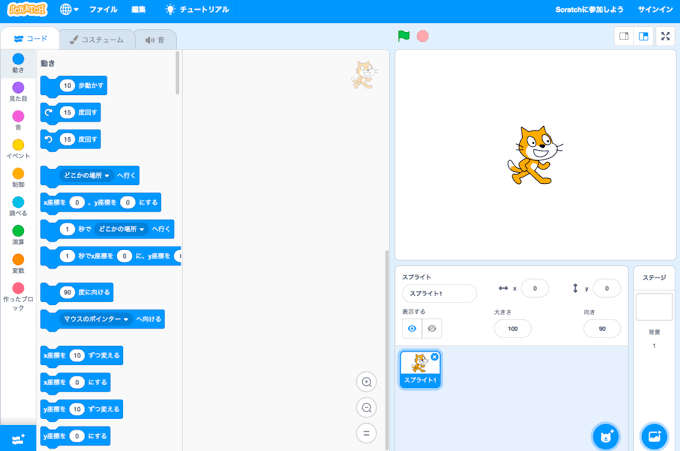 SCRATCH
ファイル 編集 チュートリアル Scratchに参加しよう サインイン
コード コスチューム 音
動き
見た目
音
イベント
制御
調べる
演算
変数
作ったブロック
動き
10 歩動かす
15 度回す
15 度回す
どこかの場所 へ行く
x座標を 0 、y座標を 0 にする
1 秒で どこかの場所 へ行く
1 秒でx座標を 0 に、y座標を
90 度に向ける
マウスのポインター へ向ける
x座標を 10 ずつ変える
x座標を 0 にする
y座標を 10 ずつ変える
y座標を 0 にする
スプライト
スプライト1 x 0 y 0
表示する 大きさ 向き
100 90
スプライト1
ステージ
背景
1